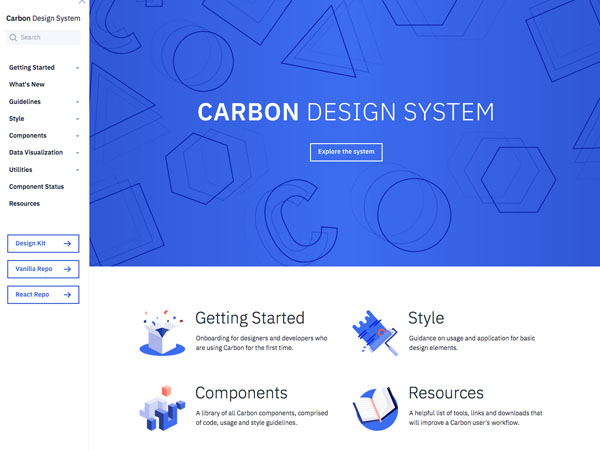 Carbon Design System
Search
Getting Started
What's New
Guidelines
Style
Components
Data Visualization
Utilities
Component Status
Resources
Design Kit
Vanilla Repo
React Repo
CARBON DESIGN SYSTEM
Explore the system
Getting Started
Onboarding for designers and developers who
are using Carbon for the first time.
Style
Guidance on usage and application for basic
design elements.
Components
A library of all Carbon components, comprised
of code, usage and style guidelines.
Resources
A helpful list of tools, links and downloads that
will improve a Carbon user's workflow.